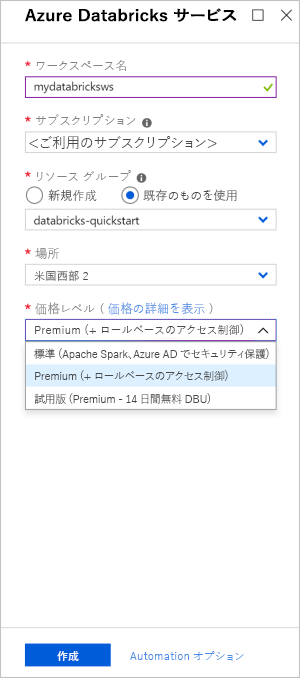 Azure Databricks サービス
* ワークスペース名
mydatabricksws
* サブスクリプション
<ご利用のサブスクリプション>
* リソース グループ
新規作成 既存のものを使用
databricks-quickstart
* 場所
米国西部 2
* 価格レベル ( 価格の詳細を表示 )
Premium (+ ロールベースのアクセス制御)
標準 (Apache Spark、Azure AD でセキュリティ保護)
Premium (+ ロールベースのアクセス制御)
試用版 (Premium - 14 日間無料 DBU)
作成 Automation オプション